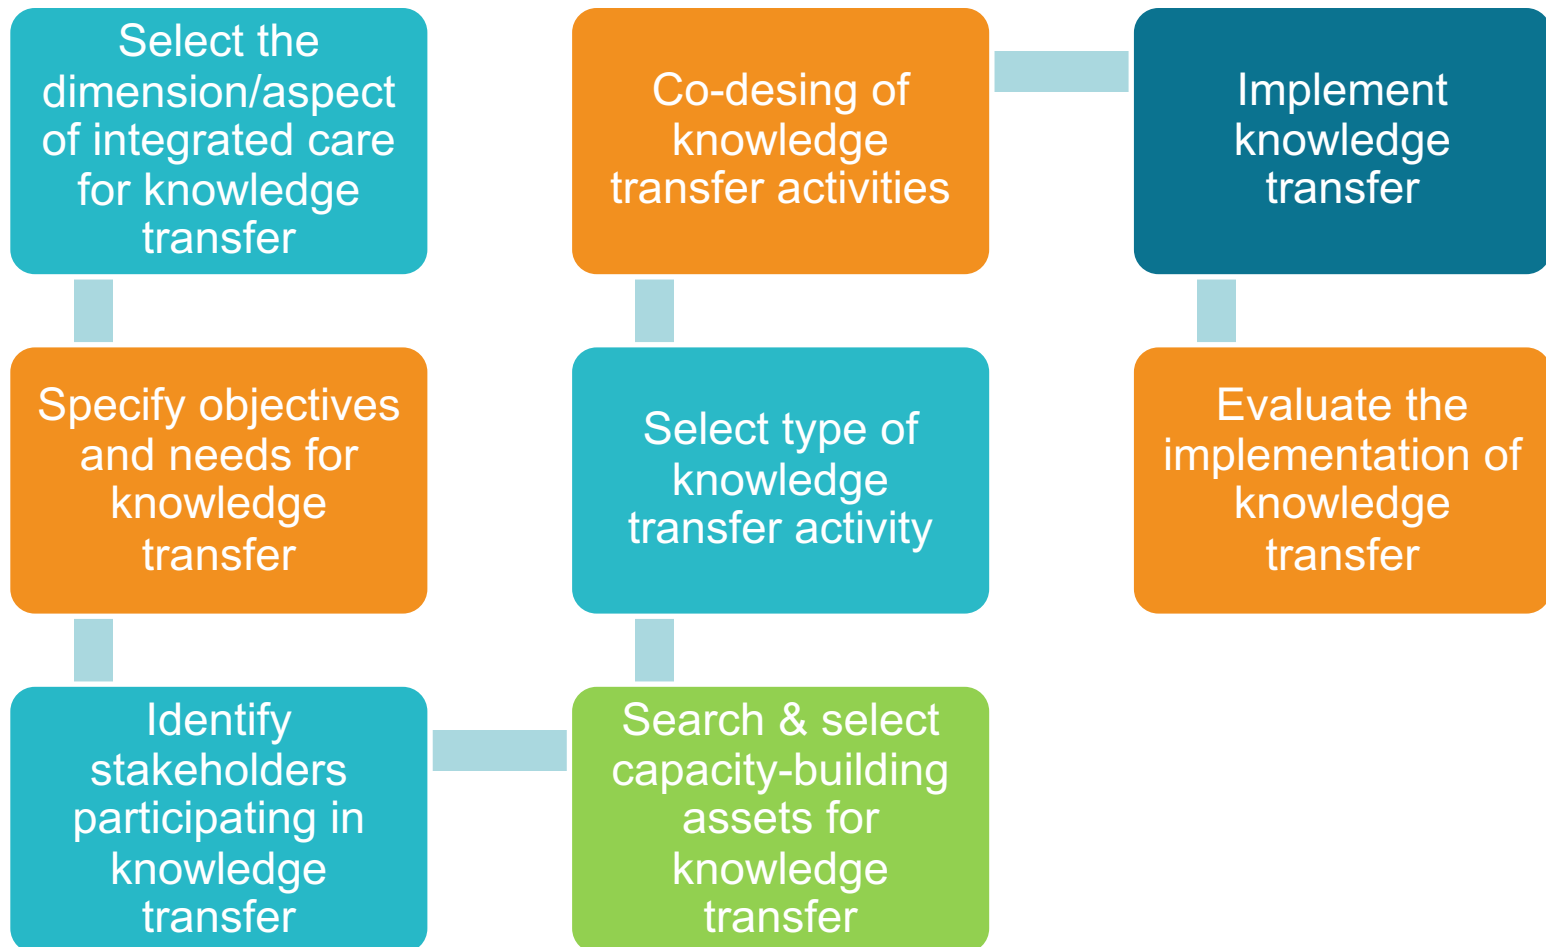 Select the
dimension/aspect
of integrated care
for knowledge
transfer
Specify objectives
and needs for
knowledge
transfer
Identify
stakeholders
participating in
knowledge
transfer
Search & select
capacity-building
assets for
knowledge
transfer
Select type of
knowledge
transfer activity
Co-desing of
knowledge
transfer activities
Implement
knowledge
transfer
Evaluate the
implementation of
knowledge
transfer